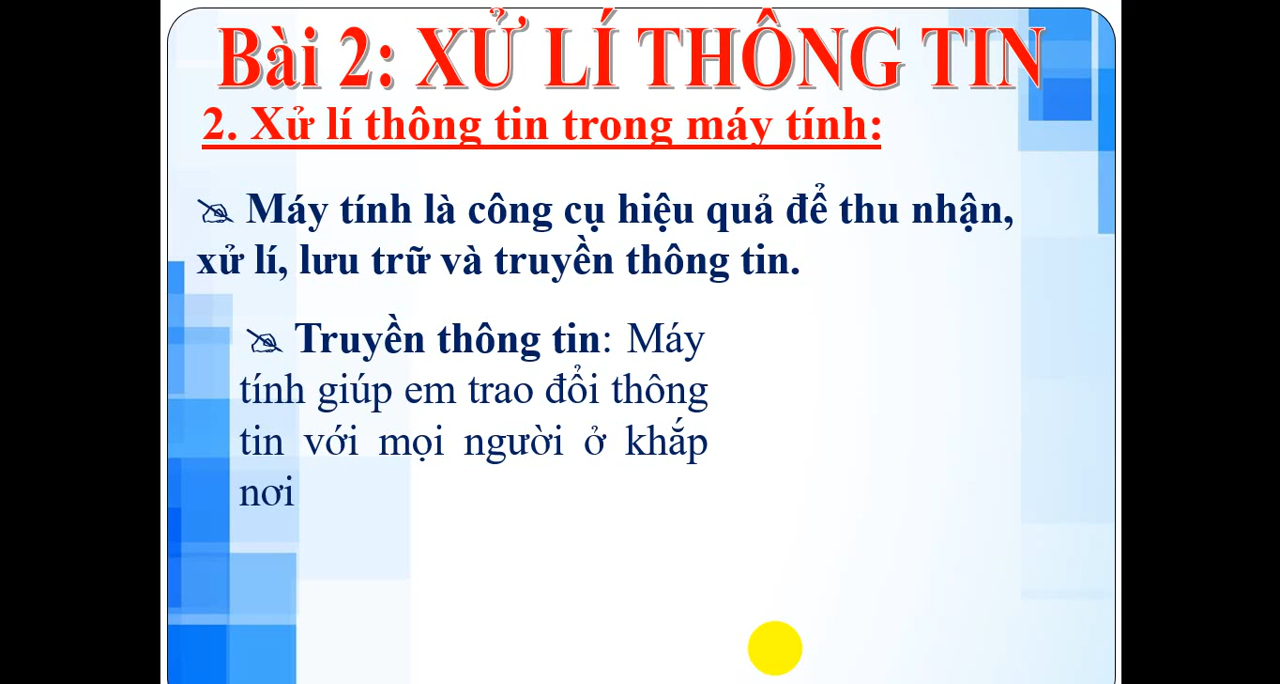 Bài 2: XỬ LÍ THÔNG TIN
2. Xử lí thông tin trong máy tính:
Máy tính là công cụ hiệu quả để thu nhận,
xử lí, lưu trữ và truyền thông tin.
Truyền thông tin: Máy
tính giúp em trao đổi thông
tin với mọi người ở khắp
nơi